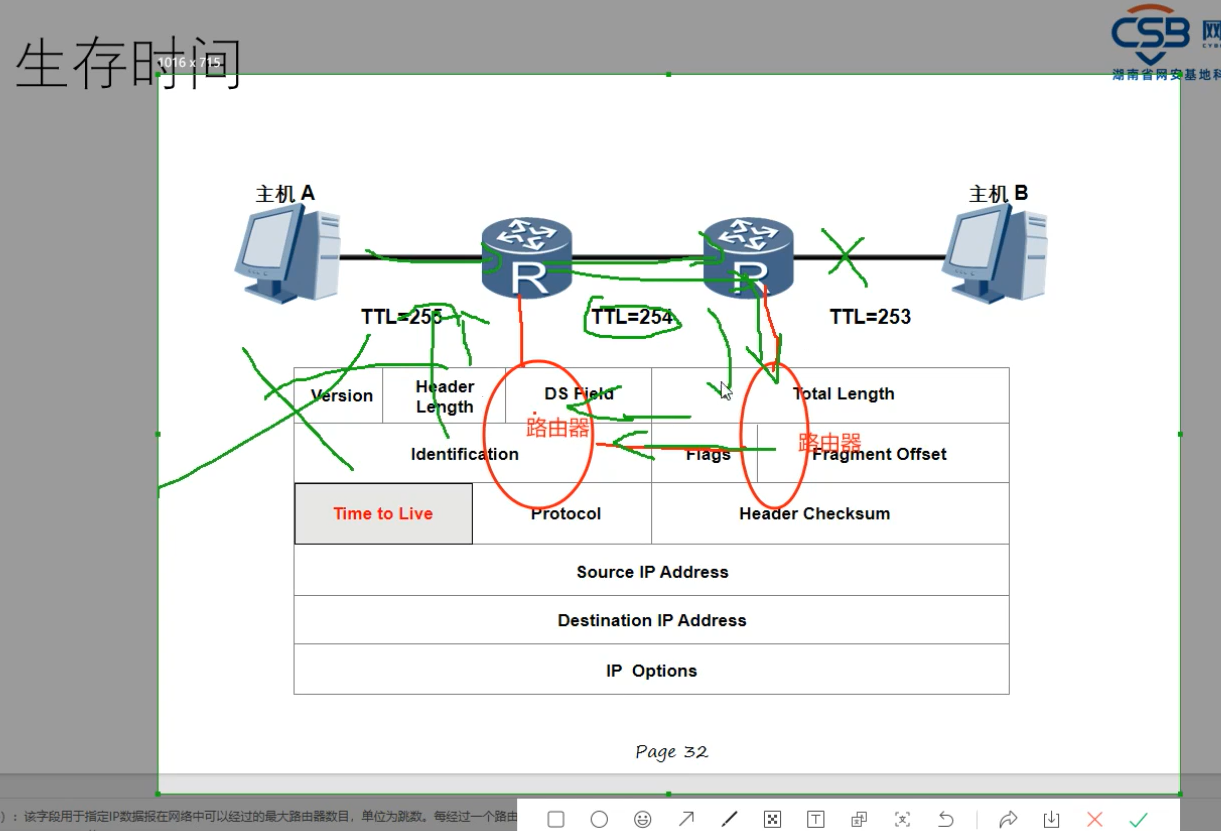 生存时间
1016 x 715
CSB 网
湖南省网安基地科
主机 A
主机 B
R
R
TTL=255
TTL=254
TTL=253
Version
Header Length
DS Field
Total Length
路由器
路由器
Identification
Flags
Fragment Offset
Time to Live
Protocol
Header Checksum
Source IP Address
Destination IP Address
IP Options
Page 32
）：该字段用于指定IP数据报在网络中可以经过的最大路由器数目，单位为跳数。每经过一个路由